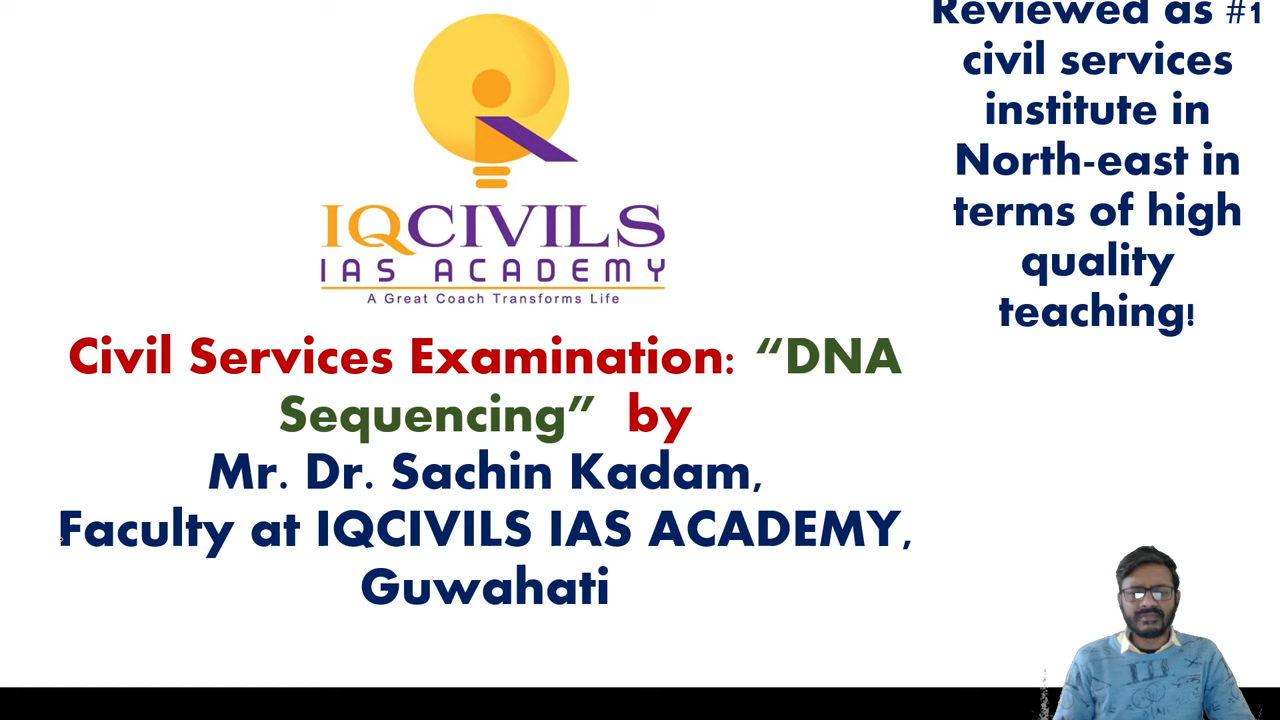 IQCIVILS
IAS ACADEMY
A Great Coach Transforms Life
Reviewed as #1
civil services
institute in
North-east in
terms of high
quality
teaching!
Civil Services Examination: “DNA
Sequencing” by
Mr. Dr. Sachin Kadam,
Faculty at IQCIVILS IAS ACADEMY,
Guwahati